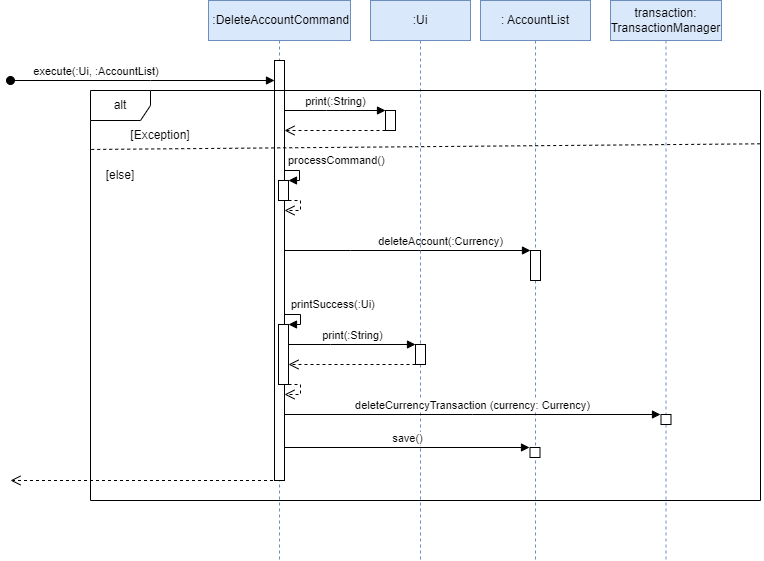 :DeleteAccountCommand
:Ui
: AccountList
transaction:
TransactionManager
execute(:Ui, :AccountList)
alt
print(:String)
[Exception]
processCommand()
[else]
deleteAccount(:Currency)
printSuccess(:Ui)
print(:String)
deleteCurrencyTransaction (currency: Currency)
save()